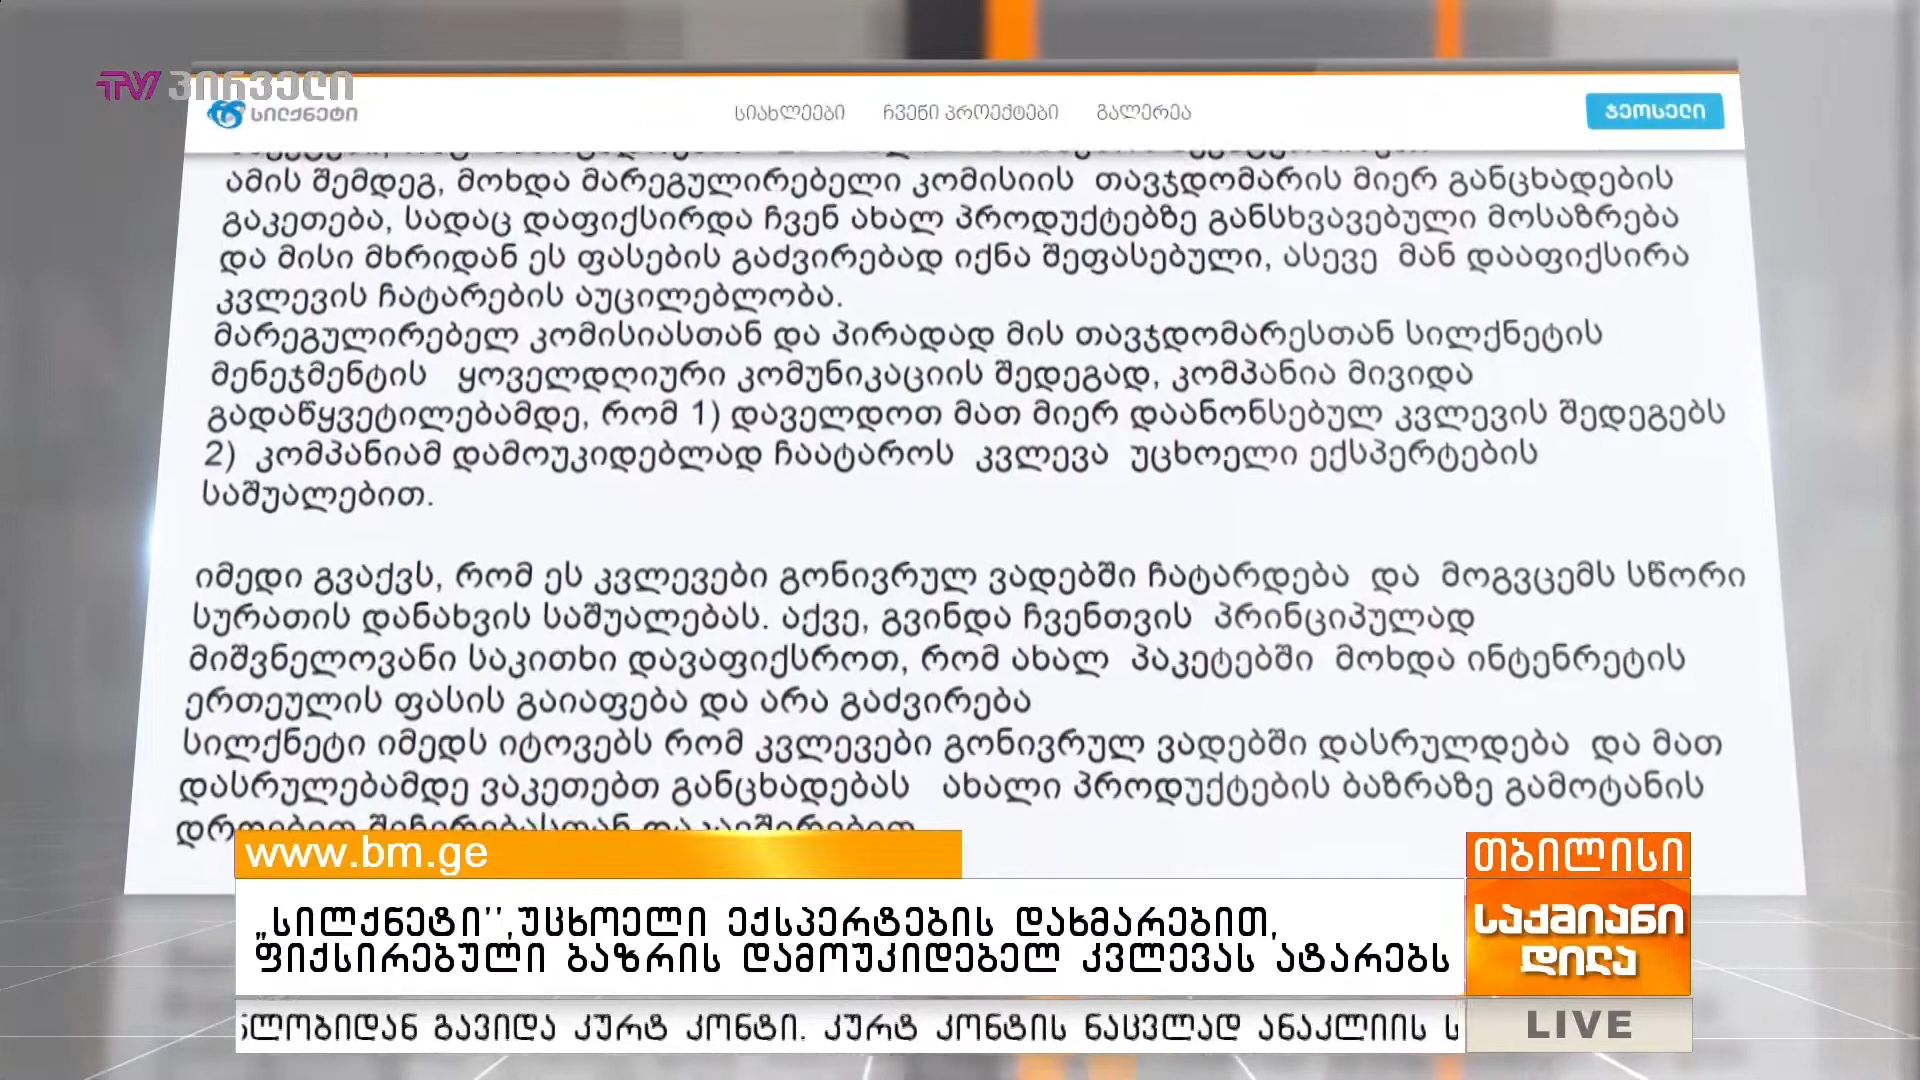 TV პირველი
სილქნეტი
სიახლეები ჩვენი პროექტები გალერეა
ჯეოსელი
ამის შემდეგ, მოხდა მარეგულირებელი კომისიის თავჯდომარის მიერ განცხადების
გაკეთება, სადაც დაფიქსირდა ჩვენ ახალ პროდუქტებზე განსხვავებული მოსაზრება
და მისი მხრიდან ეს ფასების გაძვირებად იქნა შეფასებული, ასევე მან დააფიქსირა
კვლევის ჩატარების აუცილებლობა.
მარეგულირებელ კომისიასთან და პირადად მის თავჯდომარესთან სილქნეტის
მენეჯმენტის ყოველდღიური კომუნიკაციის შედეგად, კომპანია მივიდა
გადაწყვეტილებამდე, რომ 1) დაველდოთ მათ მიერ დაანონსებულ კვლევის შედეგებს
2) კომპანიამ დამოუკიდებლად ჩაატაროს კვლევა უცხოელი ექსპერტების
საშუალებით.
იმედი გვაქვს, რომ ეს კვლევები გონივრულ ვადებში ჩატარდება და მოგვცემს სწორი
სურათის დანახვის საშუალებას. აქვე, გვინდა ჩვენთვის პრინციპულად
მიშვნელოვანი საკითხი დავაფიქსროთ, რომ ახალ პაკეტებში მოხდა ინტენრეტის
ერთეულის ფასის გაიაფება და არა გაძვირება
სილქნეტი იმედს იტოვებს რომ კვლევები გონივრულ ვადებში დასრულდება და მათ
დასრულებამდე ვაკეთებთ განცხადებას ახალი პროდუქტების ბაზრაზე გამოტანის
დროებით შეჩერებასთან დაკავშირებით
www.bm.ge
თბილისი
„სილქნეტი'',უცხოელი ექსპერტების დახმარებით,
ფიქსირებული ბაზრის დამოუკიდებელ კვლევას ატარებს
საქმიანი
დილა
ლობიდან გავიდა კურტ კონტი. კურტ კონტის ნაცვლად ანაკლიის ს
LIVE